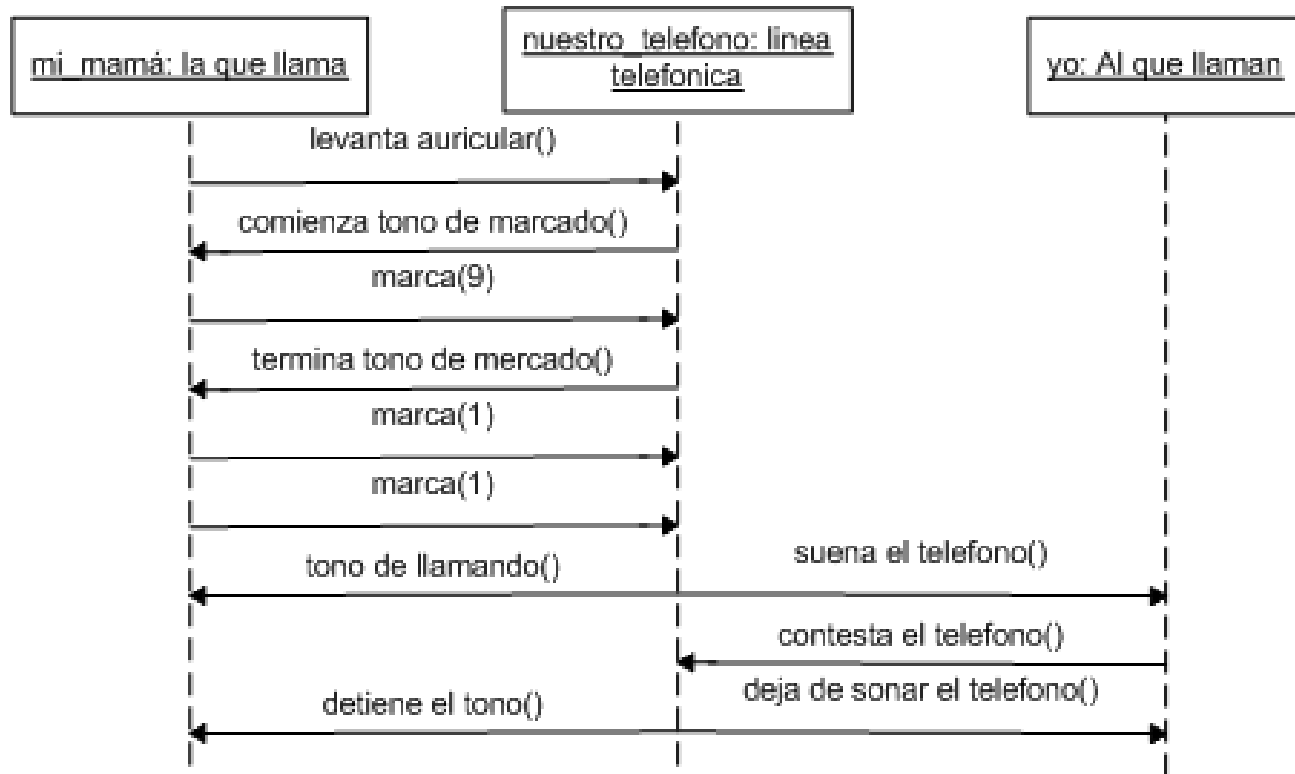 mi_mamá: la que llama
nuestro_telefono: linea
telefonica
yo: Al que llaman
levanta auricular()
comienza tono de marcado()
marca(9)
termina tono de mercado()
marca(1)
marca(1)
tono de llamando()
suena el telefono()
contesta el telefono()
detiene el tono()
deja de sonar el telefono()